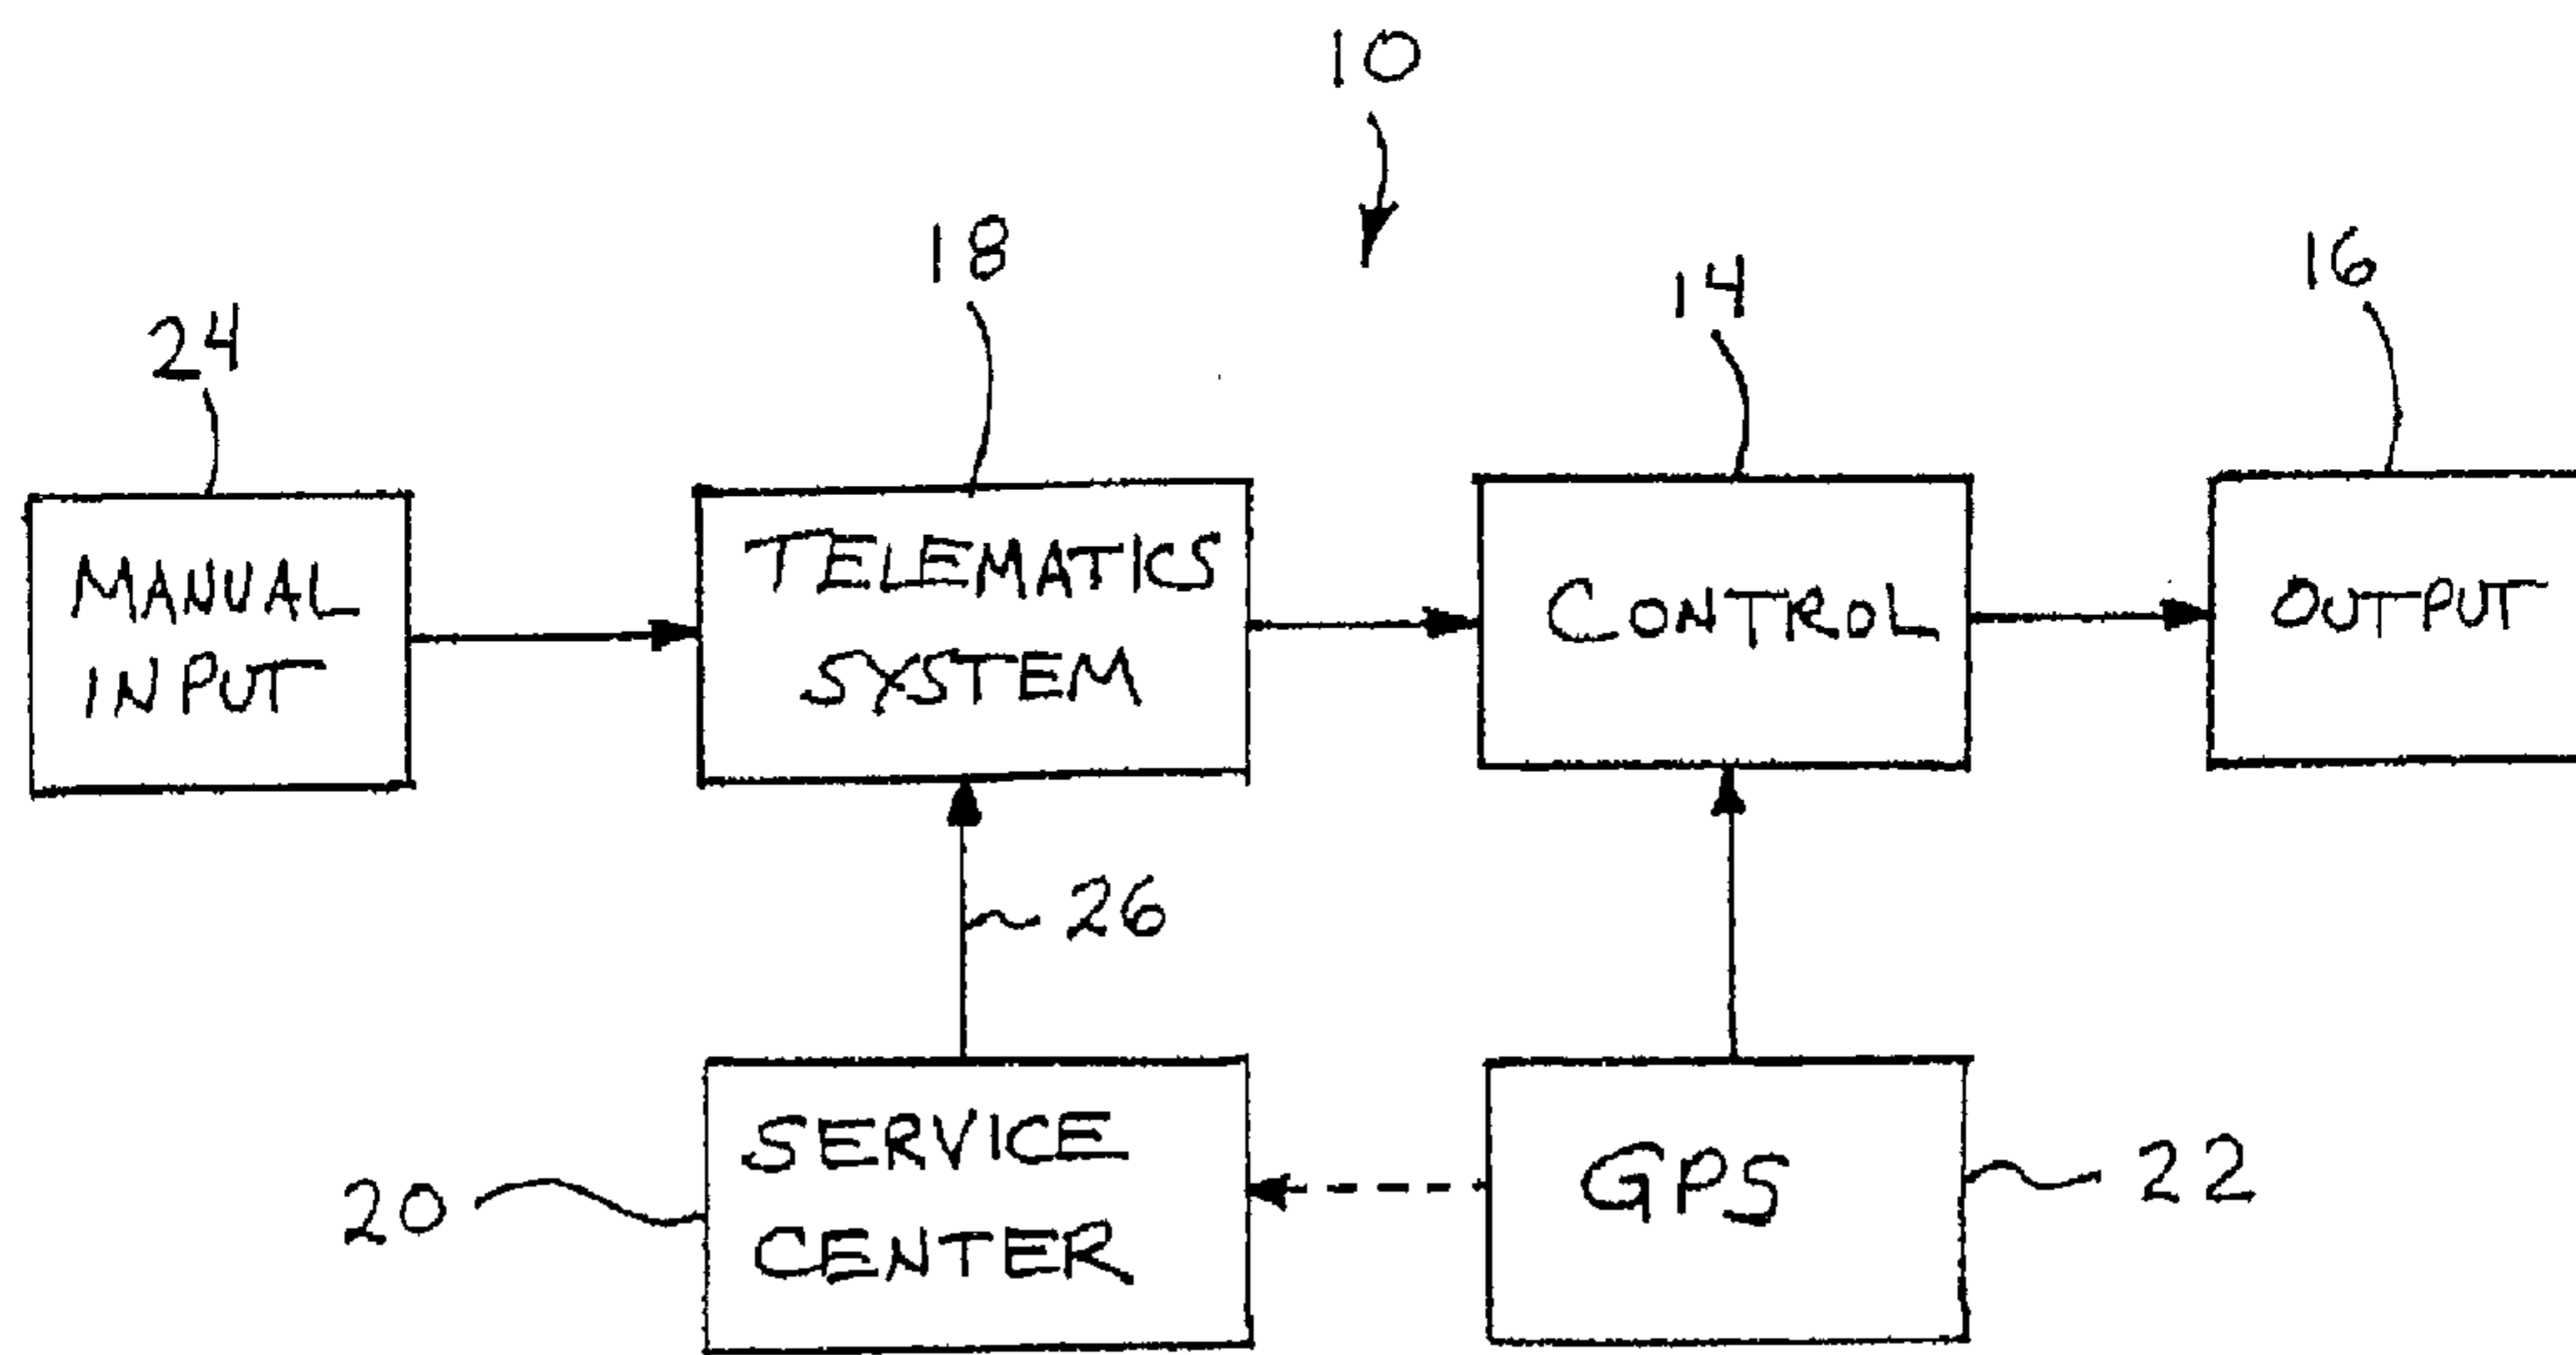 10
18
14
16
24
MANUAL
INPUT
TELEMATICS
SYSTEM
CONTROL
OUTPUT
26
SERVICE
CENTER
GPS
20
22